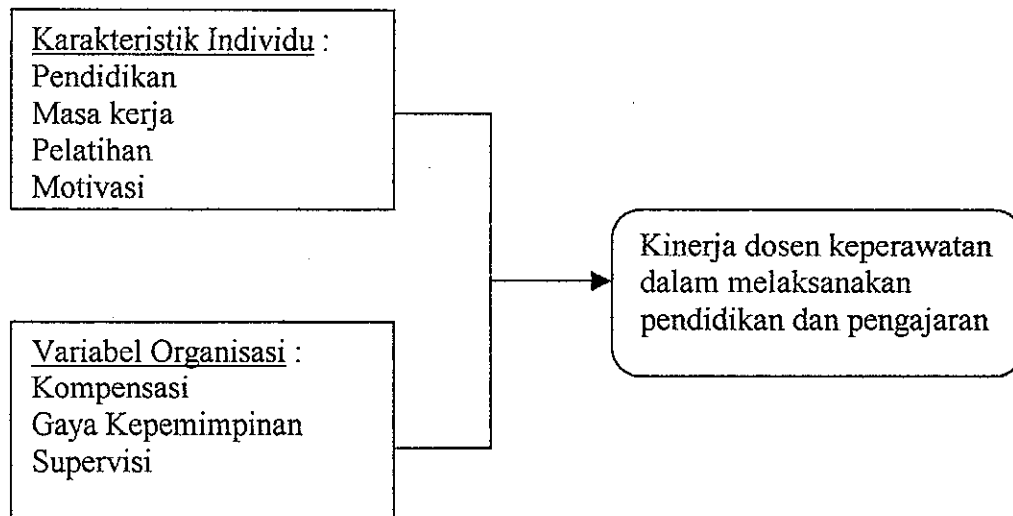 Karakteristik Individu :
Pendidikan
Masa kerja
Pelatihan
Motivasi
Variabel Organisasi :
Kompensasi
Gaya Kepemimpinan
Supervisi
Kinerja dosen keperawatan
dalam melaksanakan
pendidikan dan pengajaran